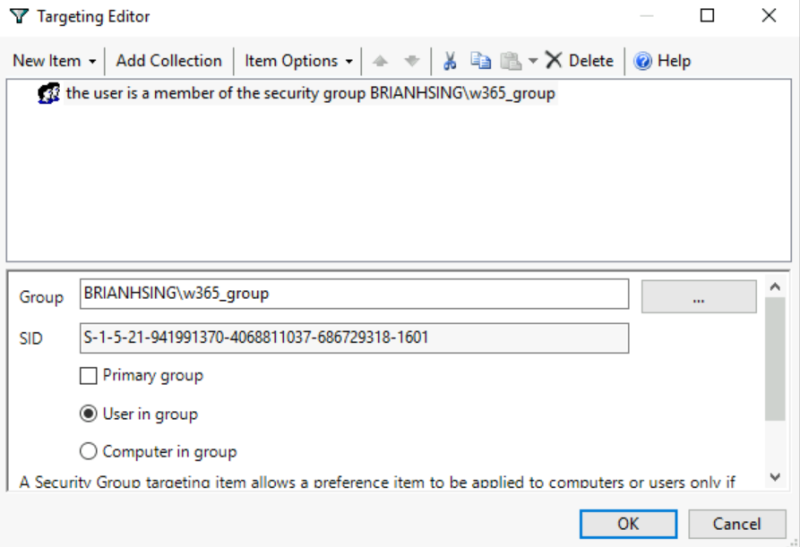 Targeting Editor
New Item Add Collection Item Options Delete Help
the user is a member of the security group BRIANHSING\w365_group
Group BRIANHSING\w365_group ...
SID S-1-5-21-941991370-4068811037-686729318-1601
Primary group
User in group
Computer in group
A Security Group targeting item allows a preference item to be applied to computers or users only if
OK Cancel